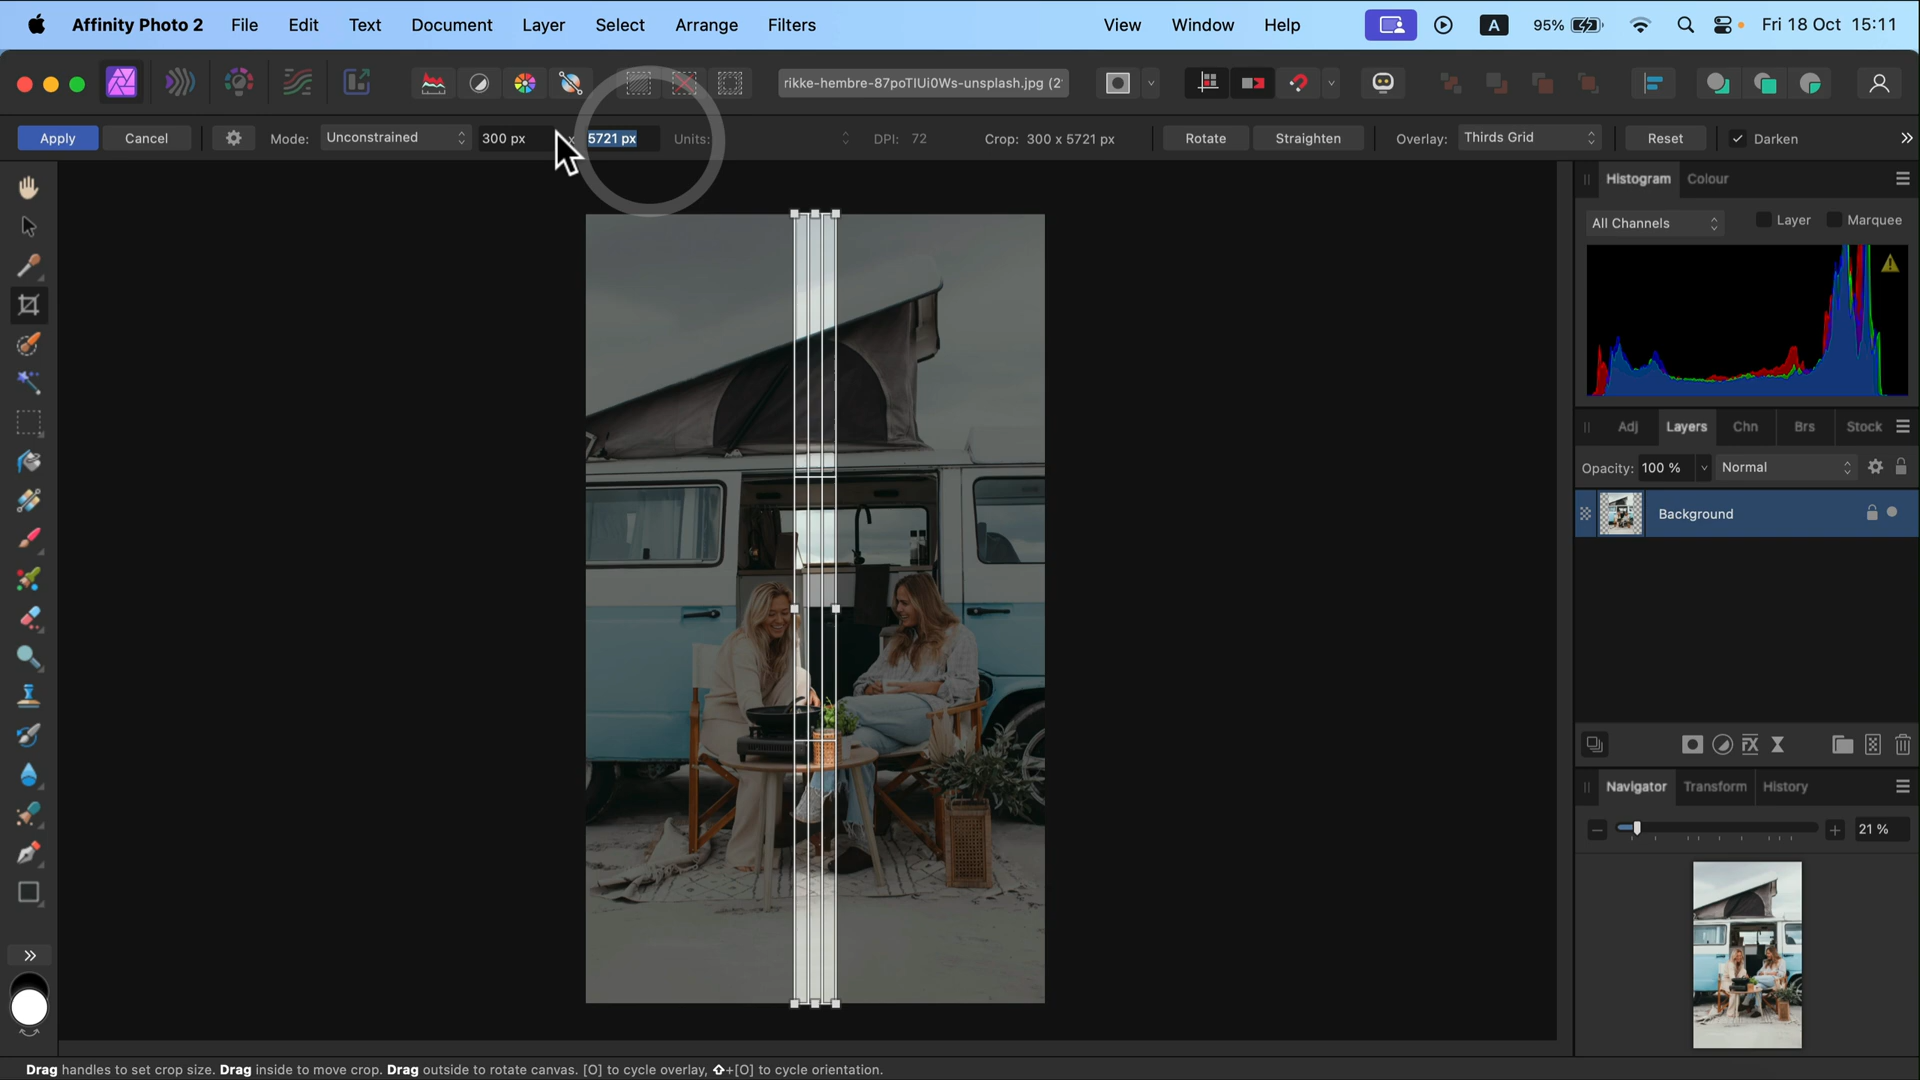 Affinity Photo 2 File Edit Text Document Layer Select Arrange Filters View Window Help A 95% Fri 18 Oct 15:11
rikke-hembre-87poTlUi0Ws-unsplash.jpg (2
Apply Cancel Mode: Unconstrained 300 px x 5721 px Units: DPI: 72 Crop: 300 x 5721 px Rotate Straighten Overlay: Thirds Grid Reset Darken
Histogram Colour
All Channels Layer Marquee
Adj Layers Chn Brs Stock
Opacity: 100 % Normal
Background
Navigator Transform History
21 %
Drag handles to set crop size. Drag inside to move crop. Drag outside to rotate canvas. [O] to cycle overlay, ⇧+[O] to cycle orientation.